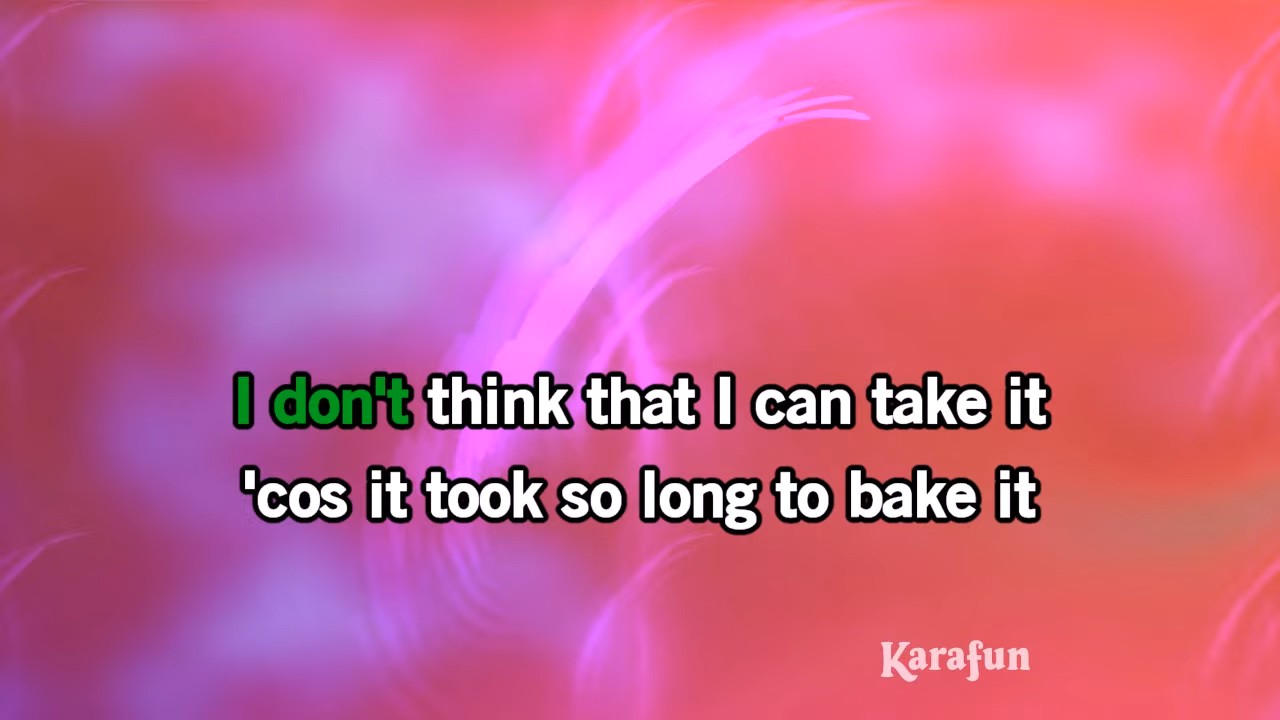 I don't think that I can take it
'cos it took so long to bake it
Karafun